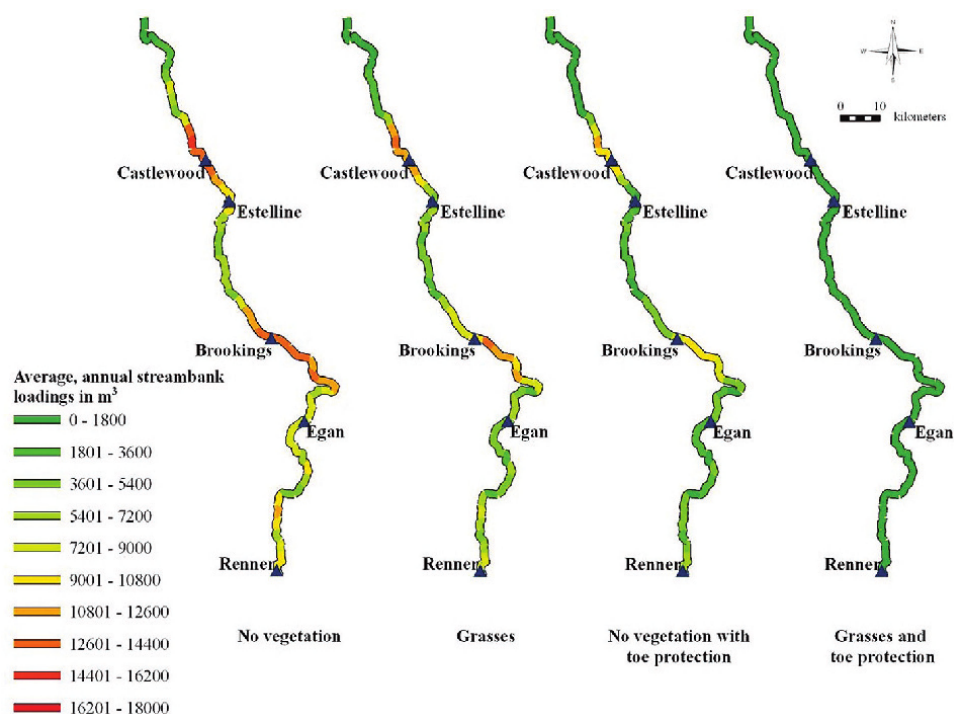 N
W E
S
0 10
kilometers
Castlewood
Castlewood
Castlewood
Castlewood
Estelline
Estelline
Estelline
Estelline
Brookings
Brookings
Brookings
Brookings
Average, annual streambank
loadings in m³
0 - 1800
1801 - 3600
3601 - 5400
5401 - 7200
7201 - 9000
9001 - 10800
10801 - 12600
12601 - 14400
14401 - 16200
16201 - 18000
Egan
Egan
Egan
Egan
Renner
Renner
Renner
Renner
No vegetation
Grasses
No vegetation with
toe protection
Grasses and
toe protection